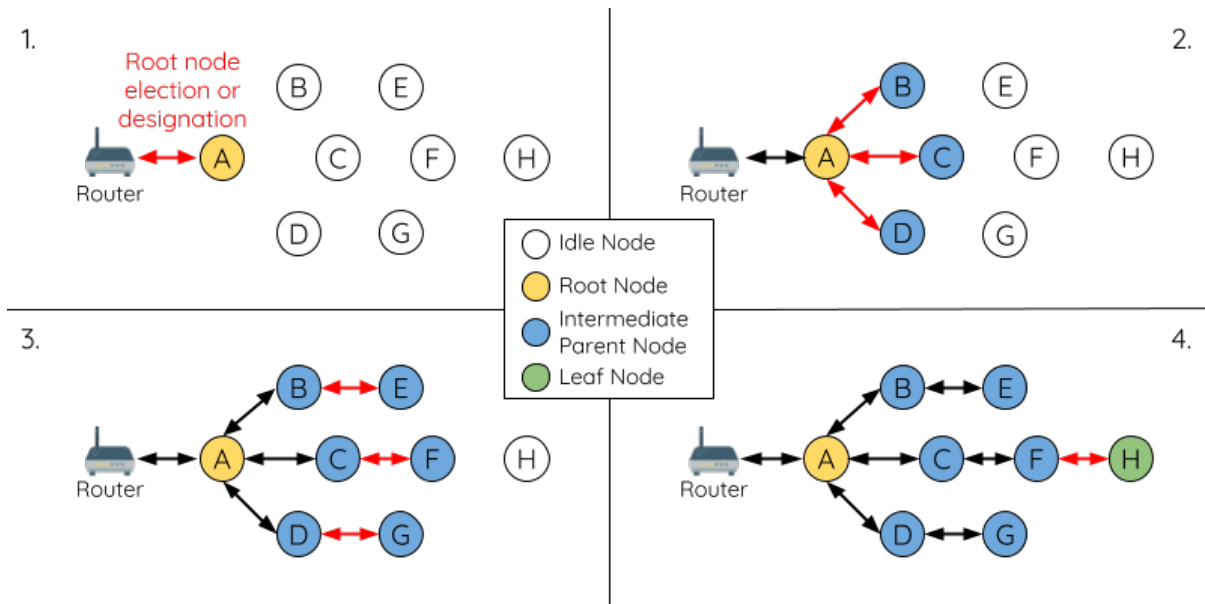 1.
Root node
election or
designation
B
E
A
C
F
H
Router
D
G
2.
B
E
A
C
F
H
Router
D
G
Idle Node
Root Node
Intermediate
Parent Node
Leaf Node
3.
B
E
A
C
F
H
Router
D
G
4.
B
E
A
C
F
H
Router
D
G